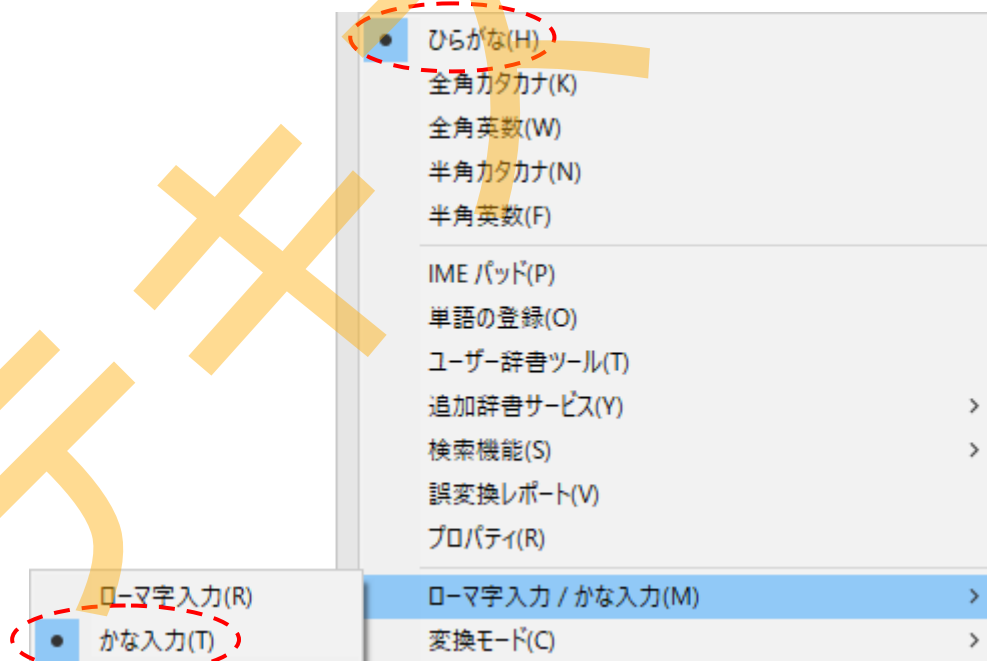 ひらがな(H)
全角カタカナ(K)
全角英数(W)
半角カタカナ(N)
半角英数(F)
IME パッド(P)
単語の登録(O)
ユーザー辞書ツール(T)
追加辞書サービス(Y)
検索機能(S)
誤変換レポート(V)
プロパティ(R)
ローマ字入力 / かな入力(M)
変換モード(C)
ローマ字入力(R)
かな入力(T)